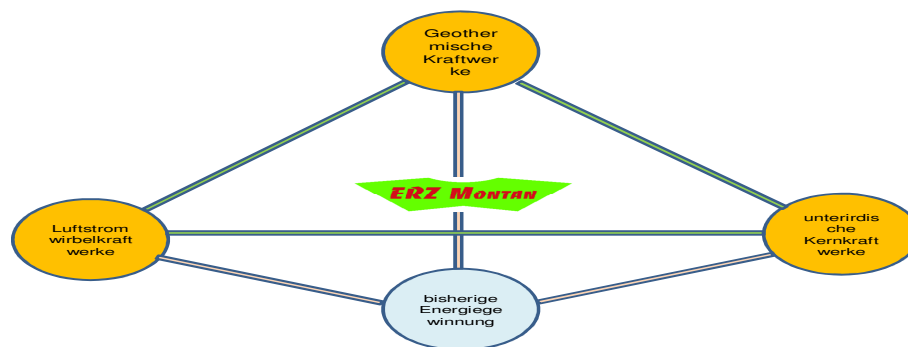 Geother
mische
Kraftwer
ke
ERZ MONTAN
Luftstrom
wirbelkraft
werke
unterirdis
che
Kernkraft
werke
bisherige
Energiege
winnung